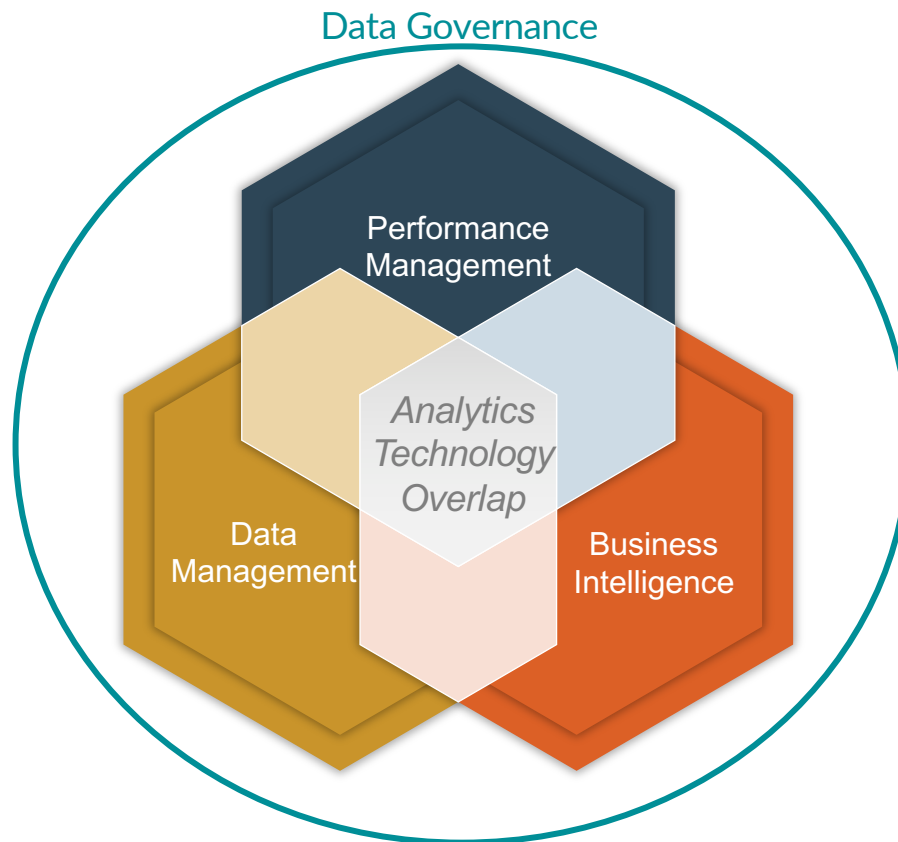 Data Governance
Performance
Management
Analytics
Technology
Overlap
Data
Management
Business
Intelligence